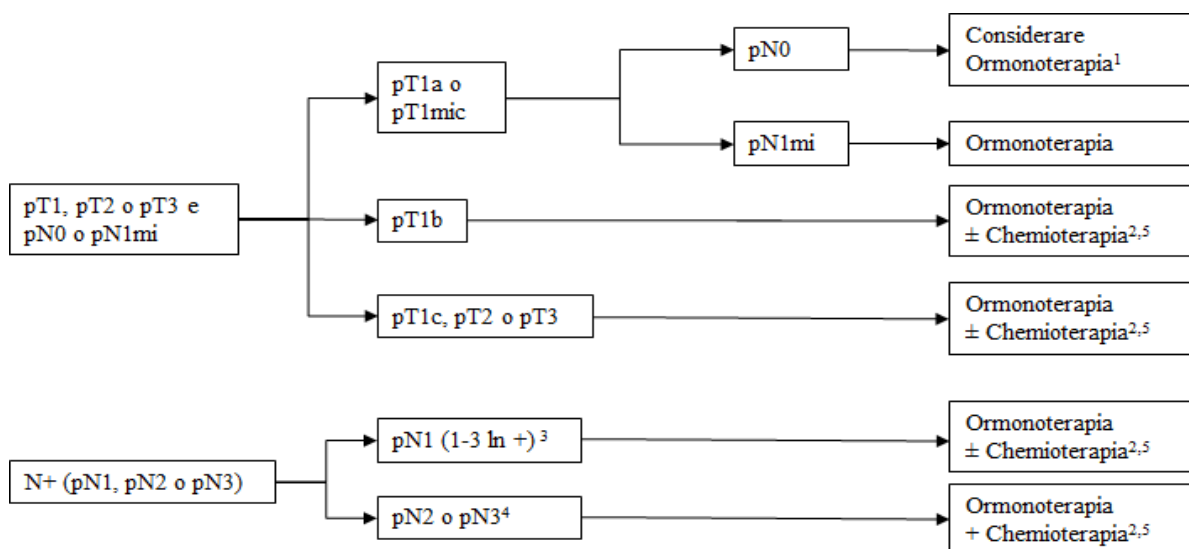 pT1, pT2 o pT3 e
pN0 o pN1mi
pT1a o
pT1mic
pN0
Considerare
Ormonoterapia¹
pN1mi
Ormonoterapia
pT1b
Ormonoterapia
± Chemioterapia²,⁵
pT1c, pT2 o pT3
Ormonoterapia
± Chemioterapia²,⁵
N+ (pN1, pN2 o pN3)
pN1 (1-3 ln +) ³
Ormonoterapia
± Chemioterapia²,⁵
pN2 o pN3⁴
Ormonoterapia
+ Chemioterapia²,⁵